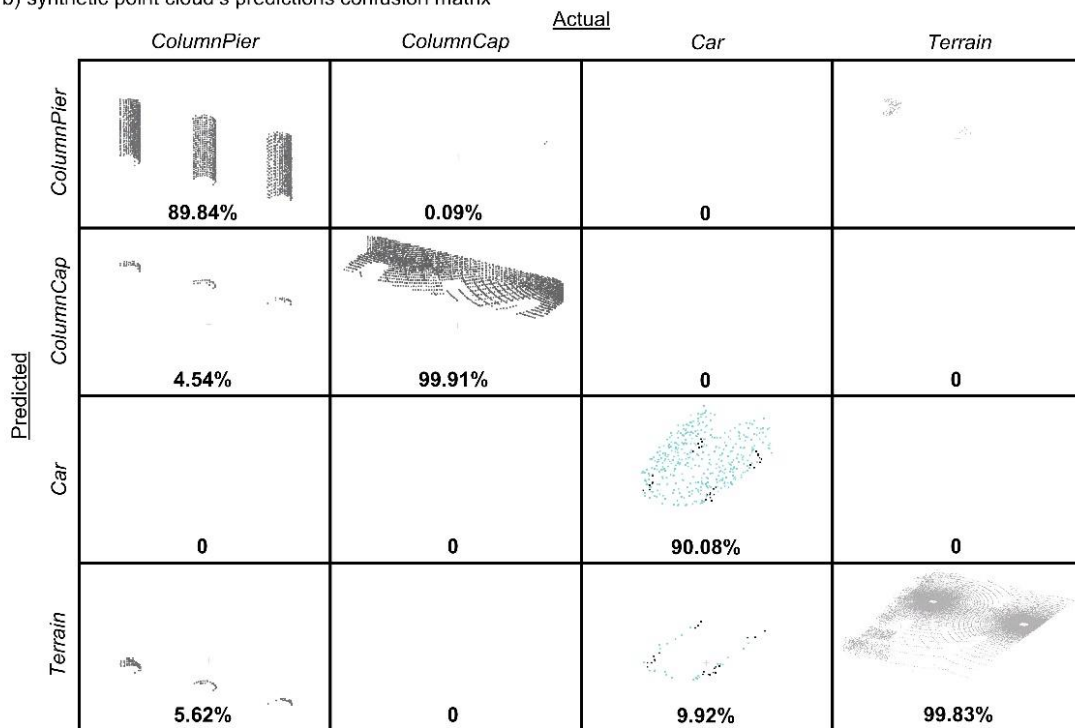 b) synthetic point cloud's predictions confusion matrix
Actual
ColumnPier ColumnCap Car Terrain
Predicted
ColumnPier
89.84% 0.09% 0
ColumnCap
4.54% 99.91% 0 0
Car
0 0 90.08% 0
Terrain
5.62% 0 9.92% 99.83%